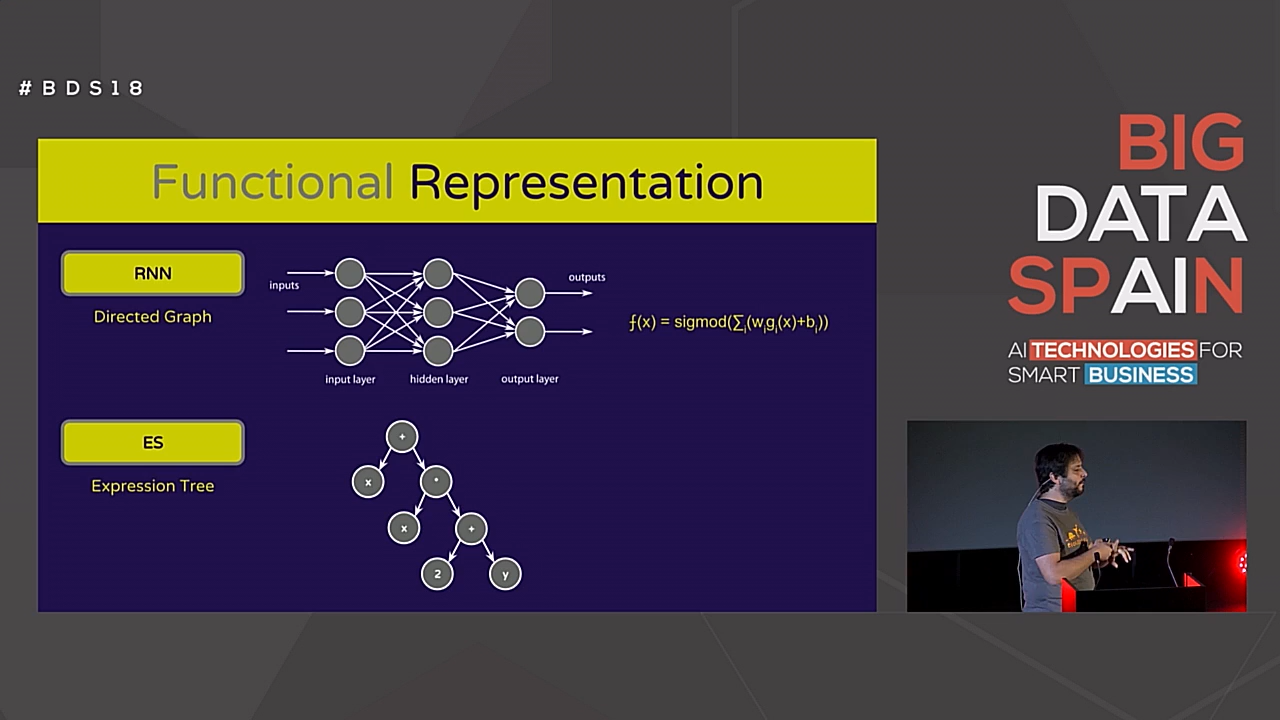 #BDS18
Functional Representation
RNN
Directed Graph
inputs
outputs
input layer
hidden layer
output layer
ƒ(x) = sigmod(∑i(wigi(x)+bi))
ES
Expression Tree
+
x
*
x
+
2
y
BIG
DATA
SPAIN
AI TECHNOLOGIES FOR
SMART BUSINESS